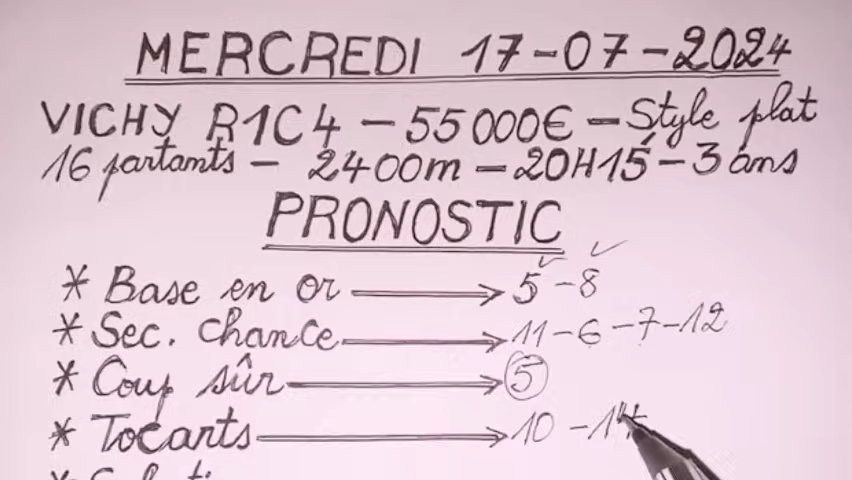 MERCREDI 17-07-2024
VICHY R1C4 - 55 000€ - Style plat
16 partants - 2400m - 20H15 - 3 ans
PRONOSTIC
* Base en or → 5 - 8
* Sec. Chance → 11 - 6 - 7 - 12
* Coup sûr → 5
* Tocarts → 10 - 14